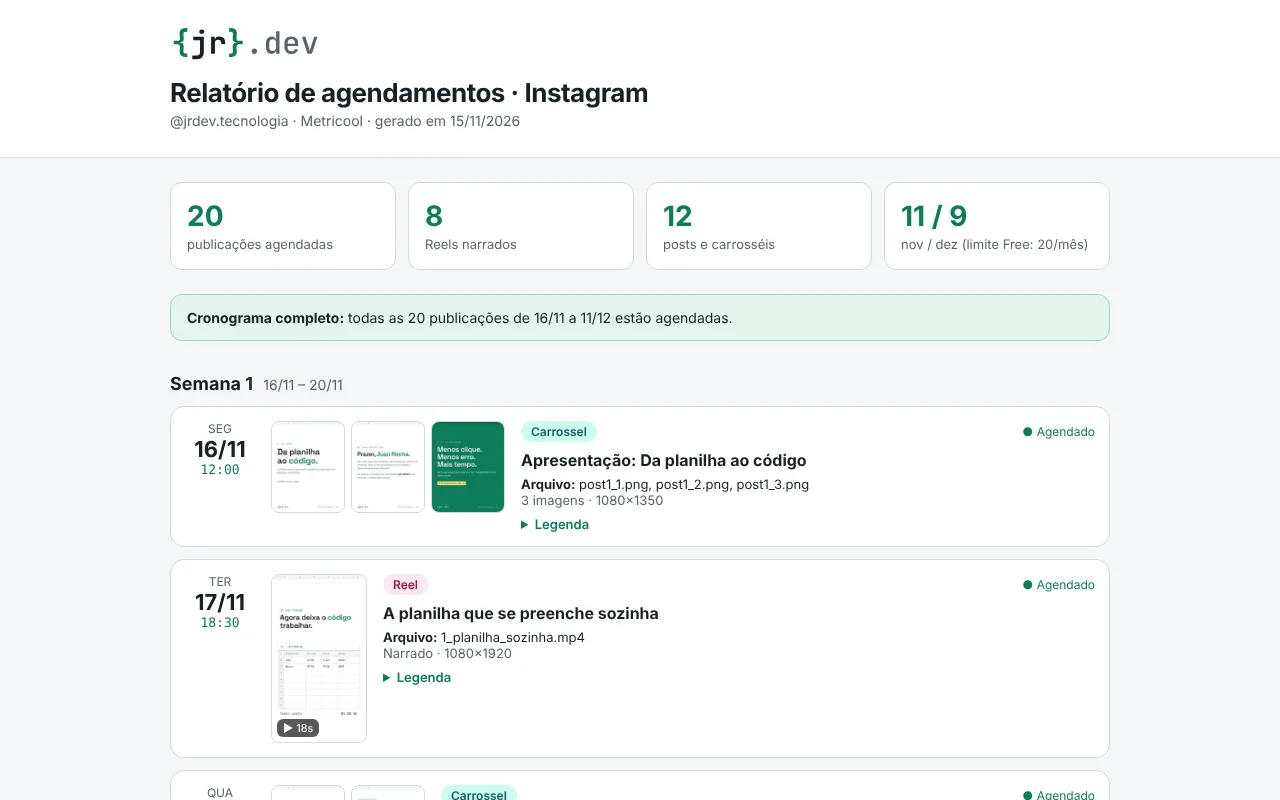 {jr}.dev
Relatório de agendamentos · Instagram
@jrdev.tecnologia · Metricool · gerado em 15/11/2026
20
publicações agendadas
8
Reels narrados
12
posts e carrosséis
11 / 9
nov / dez (limite Free: 20/mês)
Cronograma completo: todas as 20 publicações de 16/11 a 11/12 estão agendadas.
Semana 1 16/11 – 20/11
SEG
16/11
12:00
Da planilha
ao código.
Prazer, Juan Rocha.
Menos clique.
Menos erro.
Mais tempo.
Carrossel
Agendado
Apresentação: Da planilha ao código
Arquivo: post1_1.png, post1_2.png, post1_3.png
3 imagens · 1080×1350
▶ Legenda
TER
17/11
18:30
Agora deixa o código
trabalhar.
▶ 18s
Reel
Agendado
A planilha que se preenche sozinha
Arquivo: 1_planilha_sozinha.mp4
Narrado · 1080×1920
▶ Legenda
QUA
Carrossel
Agendado